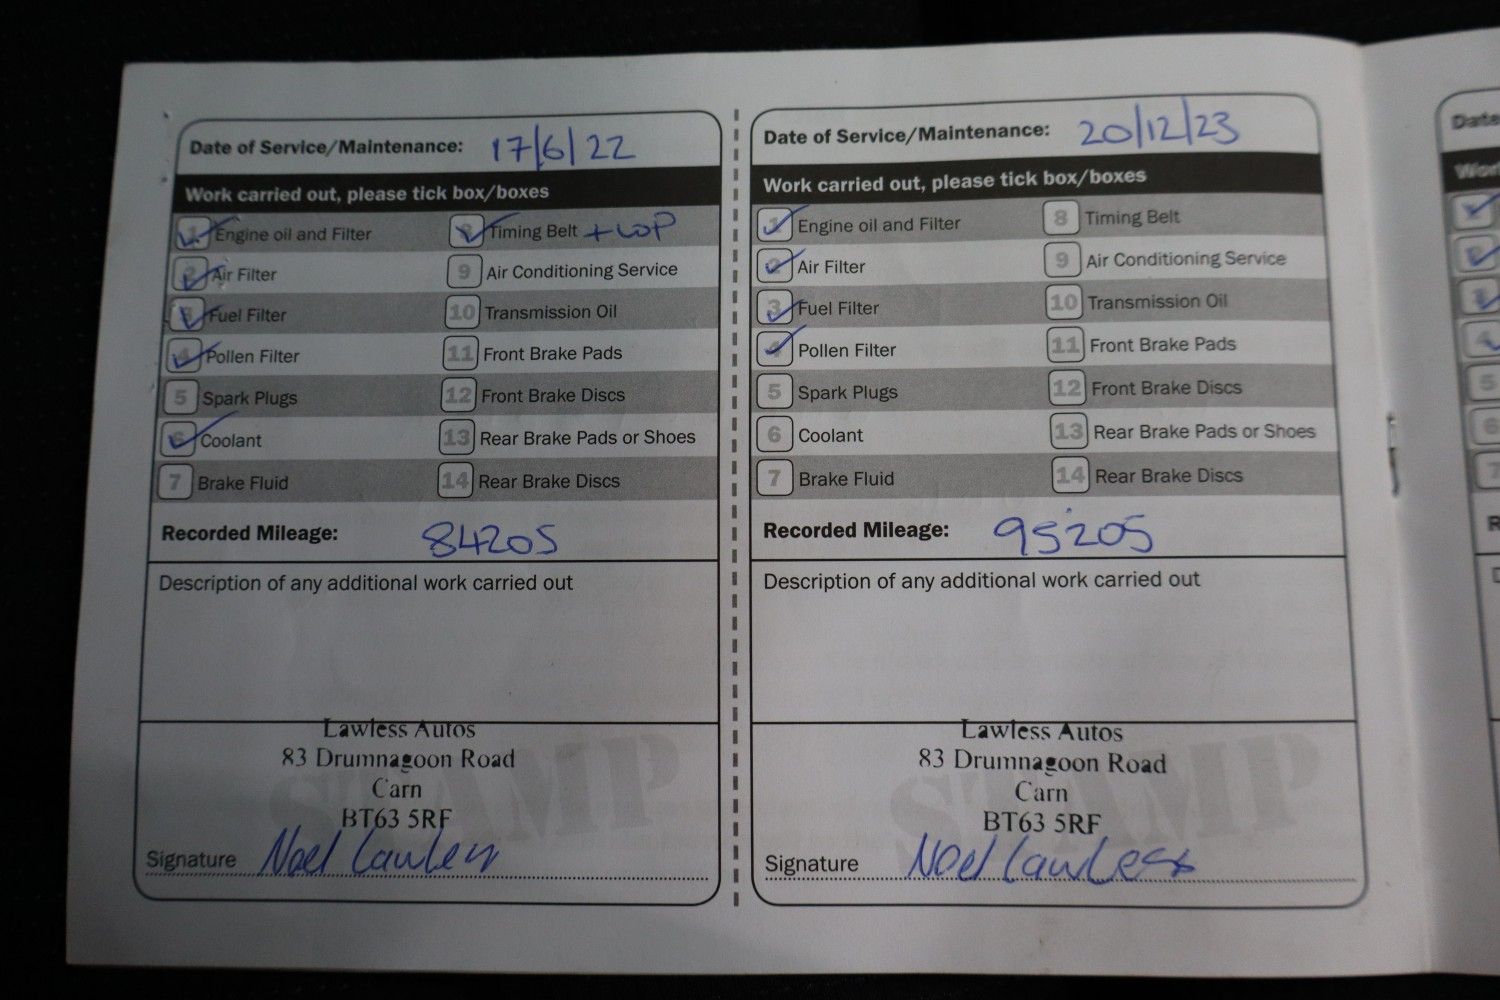 Date of Service/Maintenance: 17/6/22
Work carried out, please tick box/boxes
1 Engine oil and Filter
2 Air Filter
3 Fuel Filter
4 Pollen Filter
5 Spark Plugs
6 Coolant
7 Brake Fluid
8 Timing Belt + WP
9 Air Conditioning Service
10 Transmission Oil
11 Front Brake Pads
12 Front Brake Discs
13 Rear Brake Pads or Shoes
14 Rear Brake Discs
Recorded Mileage: 84205
Description of any additional work carried out
STAMP
Lawless Autos
83 Drumnagoon Road
Carn
BT63 5RF
Signature Noel Lawless
Date of Service/Maintenance: 20/12/23
Work carried out, please tick box/boxes
1 Engine oil and Filter
2 Air Filter
3 Fuel Filter
4 Pollen Filter
5 Spark Plugs
6 Coolant
7 Brake Fluid
8 Timing Belt
9 Air Conditioning Service
10 Transmission Oil
11 Front Brake Pads
12 Front Brake Discs
13 Rear Brake Pads or Shoes
14 Rear Brake Discs
Recorded Mileage: 95205
Description of any additional work carried out
STAMP
Lawless Autos
83 Drumnagoon Road
Carn
BT63 5RF
Signature Noel Lawless
Date
Work
5
6
7